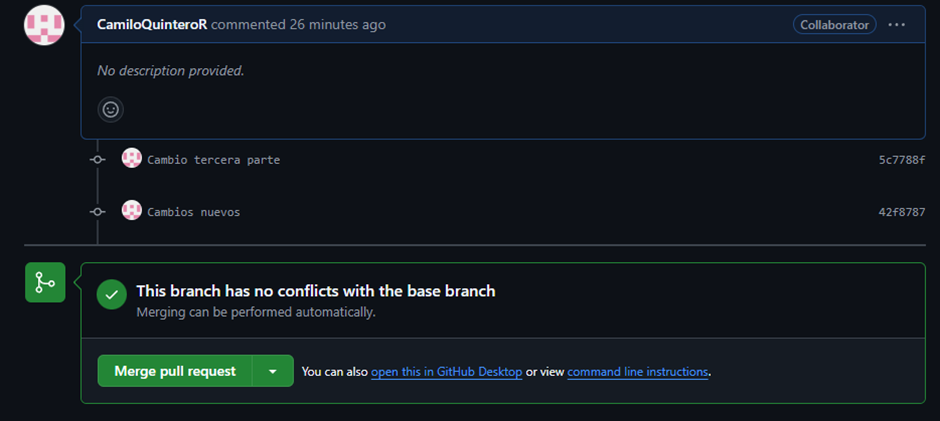 CamiloQuinteroR commented 26 minutes ago Collaborator
No description provided.
Cambio tercera parte 5c7788f
Cambios nuevos 42f8787
This branch has no conflicts with the base branch
Merging can be performed automatically.
Merge pull request You can also open this in GitHub Desktop or view command line instructions.